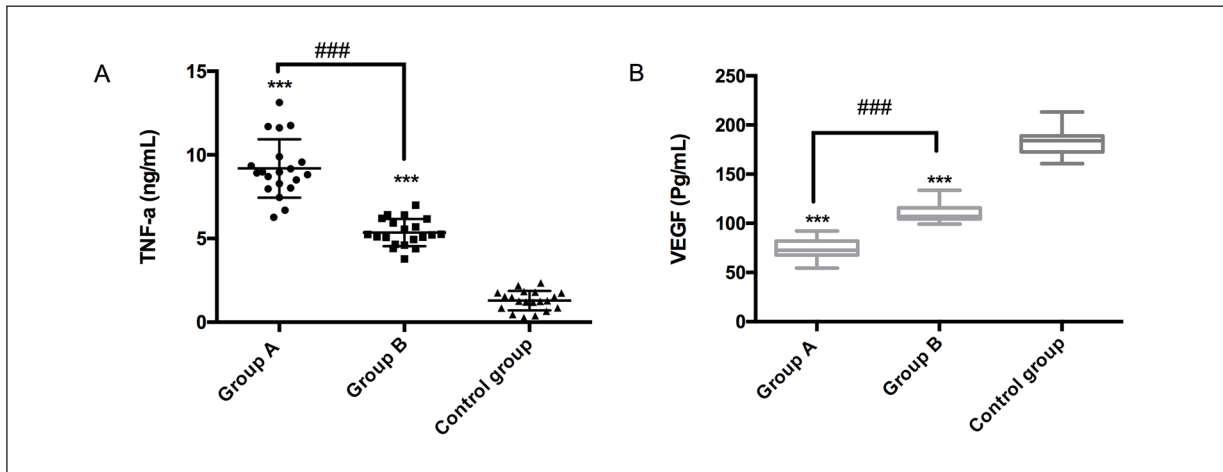 A
TNF-a (ng/mL)
15
10
5
0
###
***
***
Group A
Group B
Control group
B
VEGF (Pg/mL)
250
200
150
100
50
0
###
***
***
Group A
Group B
Control group